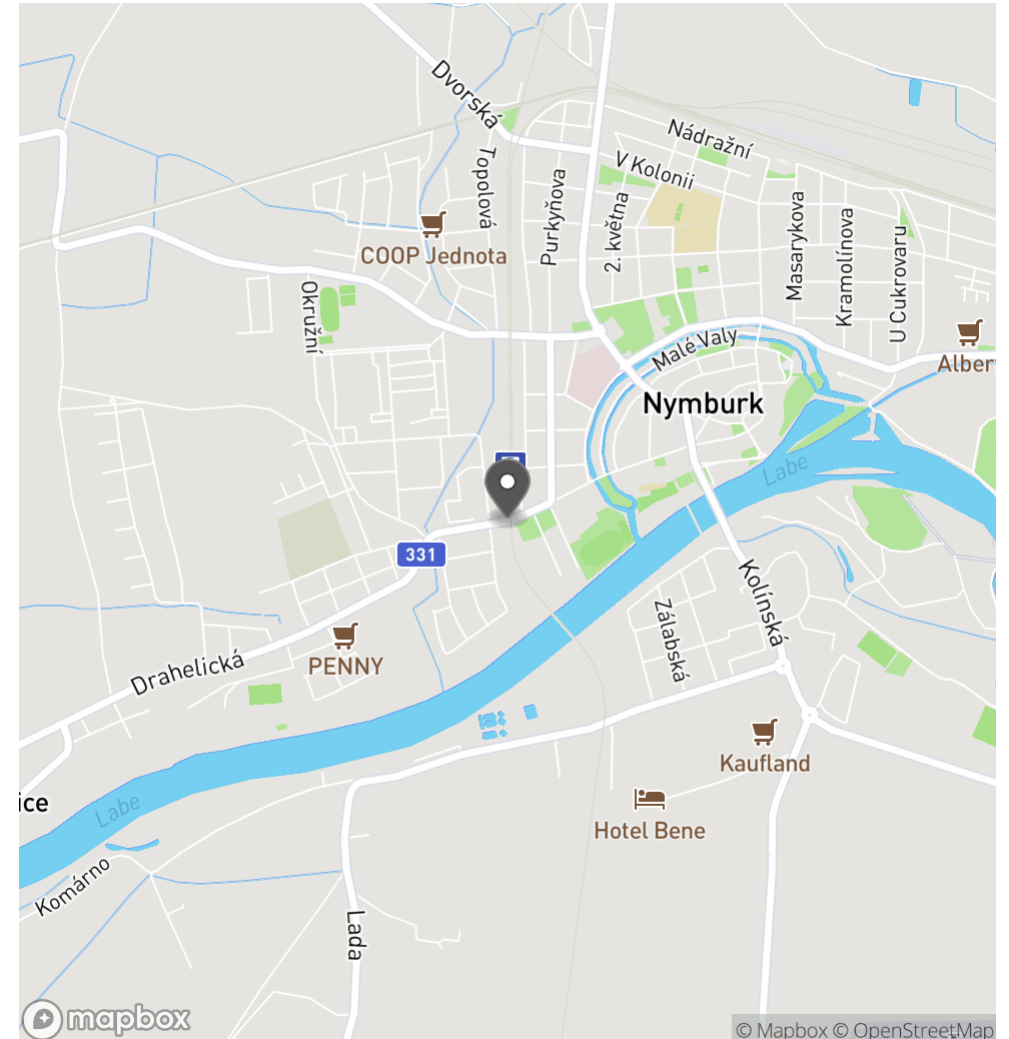 Dvorská
Nádražní
V Kolonii
Topolová
Purkyňova
2. května
Masarykova
Kramolínova
U Cukrovaru
COOP Jednota
Okružní
Malé Valy
Alber
Nymburk
Labe
331
Kolínská
Zálabská
PENNY
Drahelická
Kaufland
ice
Labe
Hotel Bene
Komárno
Lada
mapbox
© Mapbox © OpenStreetMap